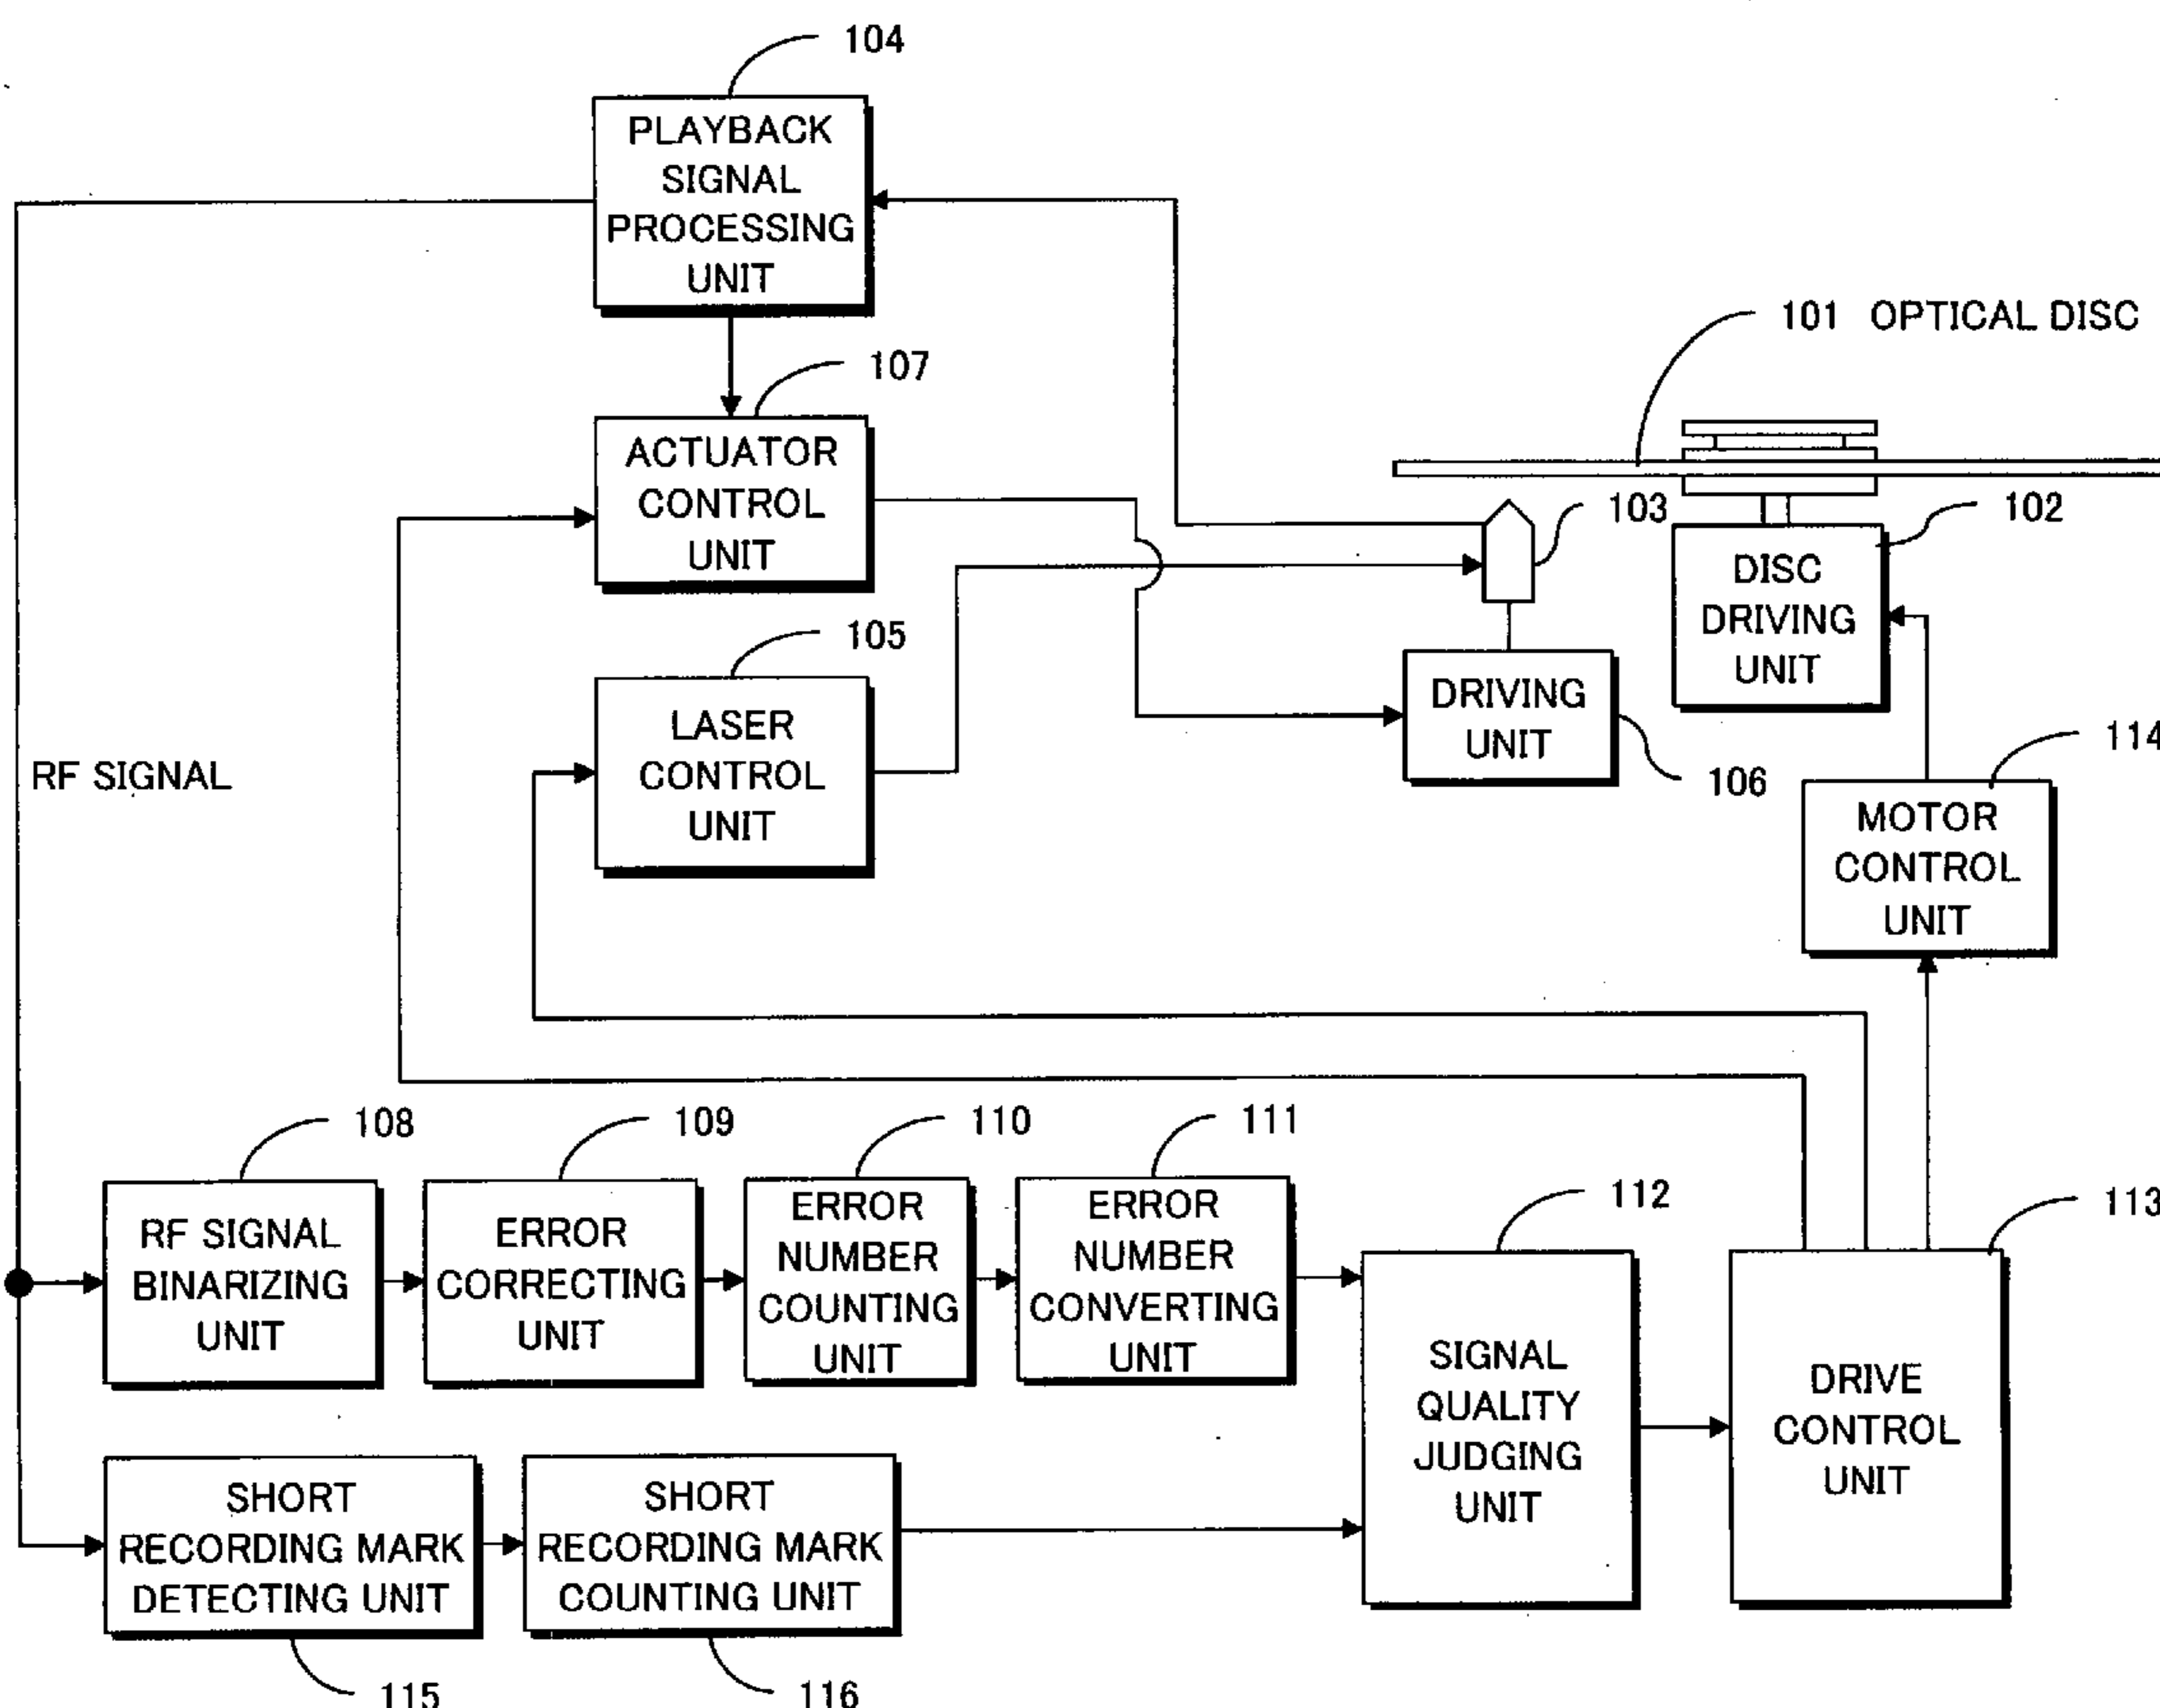 104
PLAYBACK
SIGNAL
PROCESSING
UNIT
101 OPTICAL DISC
107
ACTUATOR
CONTROL
UNIT
103
102
DISC
DRIVING
UNIT
105
LASER
CONTROL
UNIT
DRIVING
UNIT
106
114
RF SIGNAL
MOTOR
CONTROL
UNIT
108
109
110
111
112
113
RF SIGNAL
BINARIZING
UNIT
ERROR
CORRECTING
UNIT
ERROR
NUMBER
COUNTING
UNIT
ERROR
NUMBER
CONVERTING
UNIT
SIGNAL
QUALITY
JUDGING
UNIT
DRIVE
CONTROL
UNIT
SHORT
RECORDING MARK
DETECTING UNIT
SHORT
RECORDING MARK
COUNTING UNIT
115
116